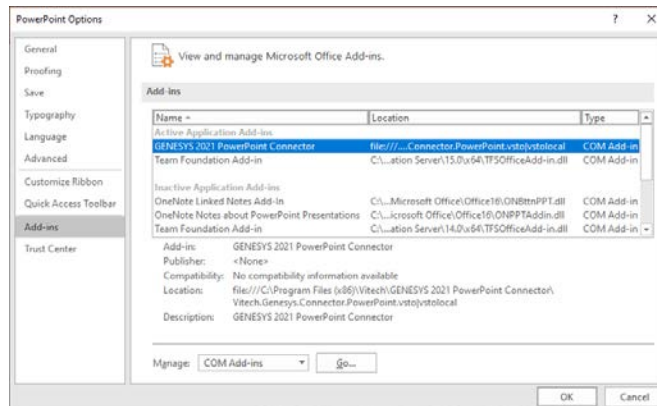 PowerPoint Options
? X
General
Proofing
Save
Typography
Language
Advanced
Customize Ribbon
Quick Access Toolbar
Add-ins
Trust Center
View and manage Microsoft Office Add-ins.
Add-ins
Name Location Type
Active Application Add-ins
GENESYS 2021 PowerPoint Connector file:///...Connector.PowerPoint.vsto|vstolocal COM Add-in
Team Foundation Add-in C:\...ation Server\15.0\x64\TFSOfficeAdd-in.dll COM Add-in
Inactive Application Add-ins
OneNote Linked Notes Add-In C:\...Microsoft Office\Office16\ONBttnPPT.dll COM Add-in
OneNote Notes about PowerPoint Presentations C:\...icrosoft Office\Office16\ONPPTAddin.dll COM Add-in
Team Foundation Add-in C:\...ation Server\14.0\x64\TFSOfficeAdd-in.dll COM Add-in
Add-in: GENESYS 2021 PowerPoint Connector
Publisher: <None>
Compatibility: No compatibility information available
Location: file:///C:\Program Files (x86)\Vitech\GENESYS 2021 PowerPoint Connector\
Vitech.Genesys.Connector.PowerPoint.vsto|vstolocal
Description: GENESYS 2021 PowerPoint Connector
Manage: COM Add-ins Go...
OK Cancel